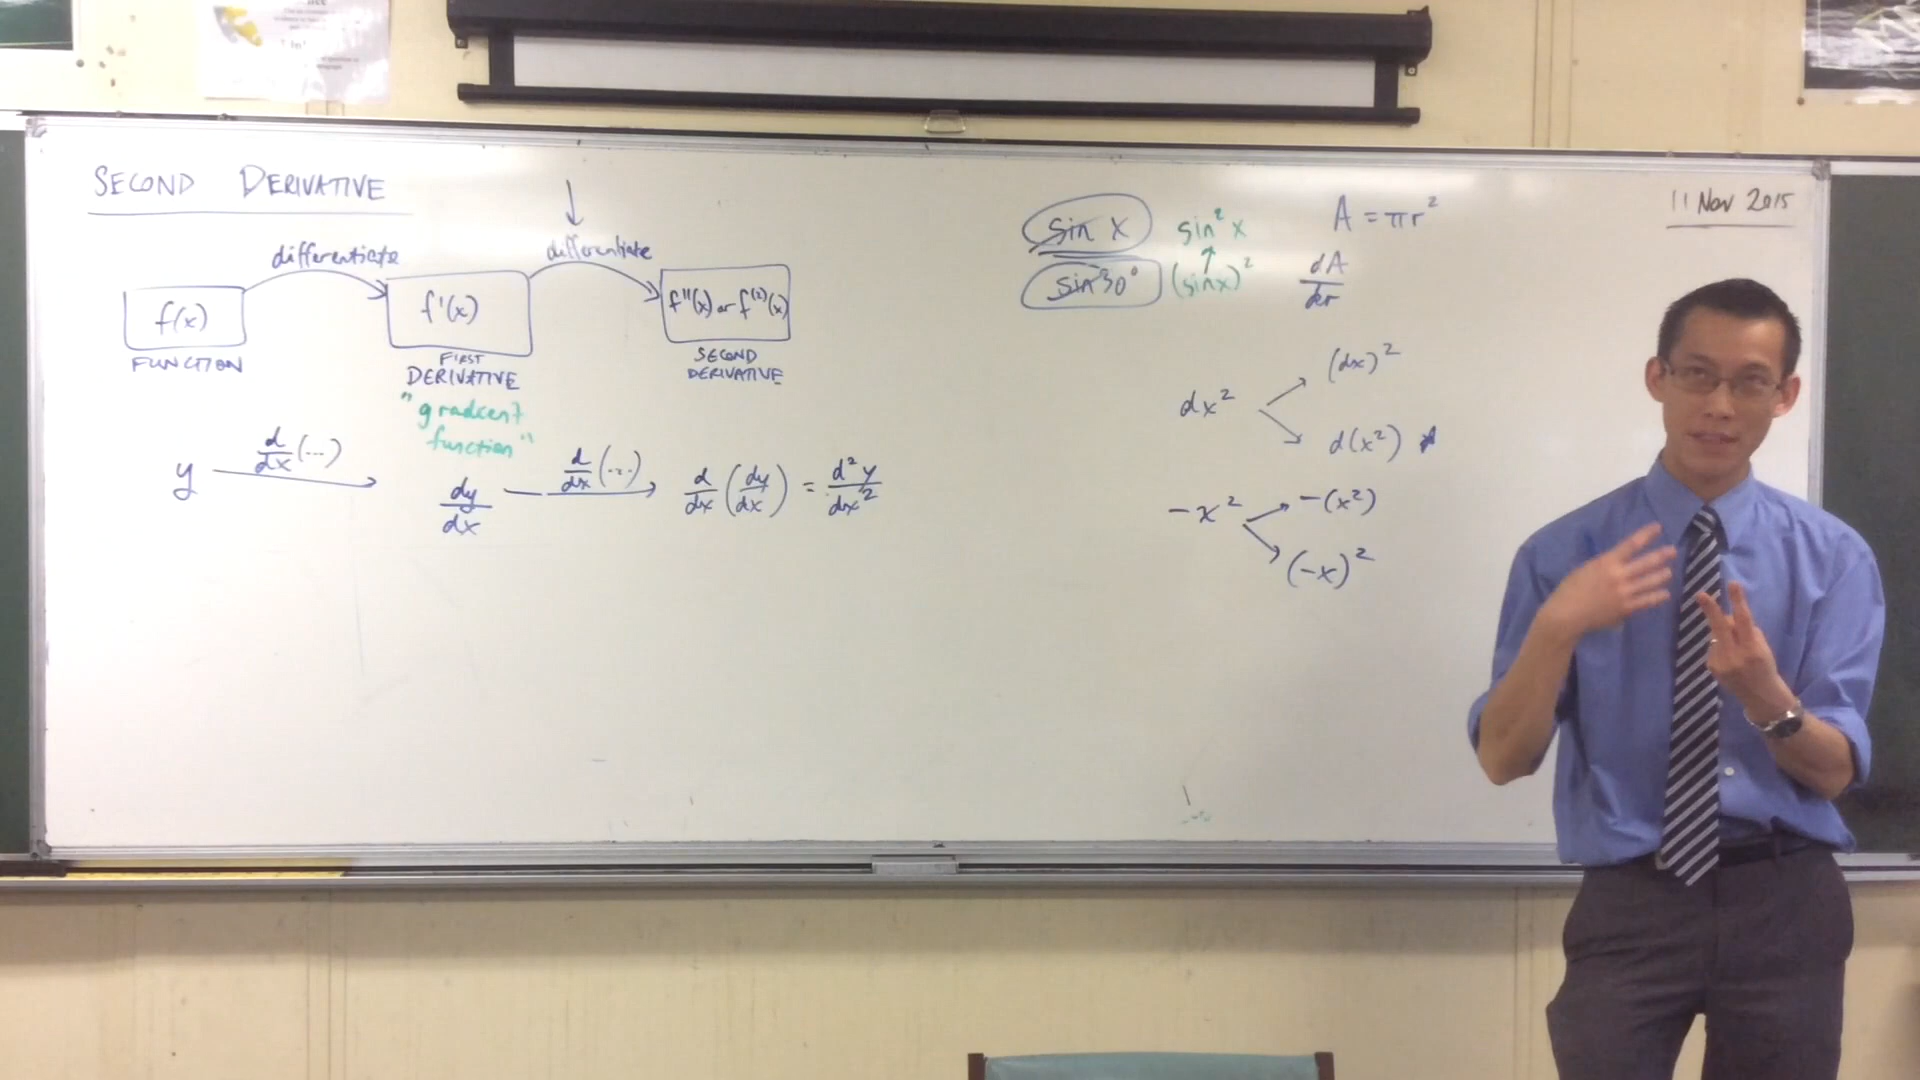 SECOND DERIVATIVE
differentiate
differentiate
f(x)
f'(x)
f''(x) or f⁽²⁾(x)
FUNCTION
FIRST
DERIVATIVE
SECOND
DERIVATIVE
"gradient
function"
y
d/dx (...)
dy/dx
d/dx (...)
d/dx (dy/dx) = d²y/dx²
sin x
sin² x
sin 30°
(sin x)²
A = πr²
dA/dr
dx²
(dx)²
d(x²)
-x²
-(x²)
(-x)²
11 Nov 2015